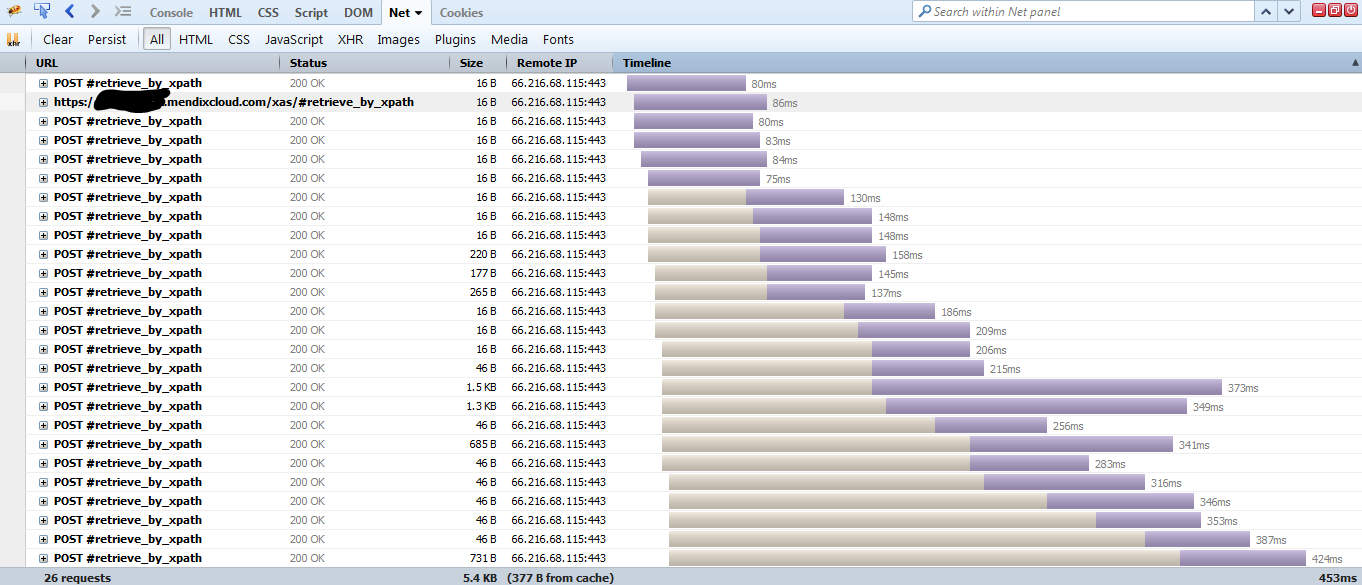 Console HTML CSS Script DOM Net Cookies Search within Net panel
xhr Clear Persist All HTML CSS JavaScript XHR Images Plugins Media Fonts
URL Status Size Remote IP Timeline
POST #retrieve_by_xpath 200 OK 16 B 66.216.68.115:443 80ms
https:/ .mendixcloud.com/xas/#retrieve_by_xpath 16 B 66.216.68.115:443 86ms
POST #retrieve_by_xpath 200 OK 16 B 66.216.68.115:443 80ms
POST #retrieve_by_xpath 200 OK 16 B 66.216.68.115:443 83ms
POST #retrieve_by_xpath 200 OK 16 B 66.216.68.115:443 84ms
POST #retrieve_by_xpath 200 OK 16 B 66.216.68.115:443 75ms
POST #retrieve_by_xpath 200 OK 16 B 66.216.68.115:443 130ms
POST #retrieve_by_xpath 200 OK 16 B 66.216.68.115:443 148ms
POST #retrieve_by_xpath 200 OK 16 B 66.216.68.115:443 148ms
POST #retrieve_by_xpath 200 OK 220 B 66.216.68.115:443 158ms
POST #retrieve_by_xpath 200 OK 177 B 66.216.68.115:443 145ms
POST #retrieve_by_xpath 200 OK 265 B 66.216.68.115:443 137ms
POST #retrieve_by_xpath 200 OK 16 B 66.216.68.115:443 186ms
POST #retrieve_by_xpath 200 OK 16 B 66.216.68.115:443 209ms
POST #retrieve_by_xpath 200 OK 16 B 66.216.68.115:443 206ms
POST #retrieve_by_xpath 200 OK 46 B 66.216.68.115:443 215ms
POST #retrieve_by_xpath 200 OK 1.5 KB 66.216.68.115:443 373ms
POST #retrieve_by_xpath 200 OK 1.3 KB 66.216.68.115:443 349ms
POST #retrieve_by_xpath 200 OK 46 B 66.216.68.115:443 256ms
POST #retrieve_by_xpath 200 OK 685 B 66.216.68.115:443 341ms
POST #retrieve_by_xpath 200 OK 46 B 66.216.68.115:443 283ms
POST #retrieve_by_xpath 200 OK 46 B 66.216.68.115:443 316ms
POST #retrieve_by_xpath 200 OK 46 B 66.216.68.115:443 346ms
POST #retrieve_by_xpath 200 OK 46 B 66.216.68.115:443 353ms
POST #retrieve_by_xpath 200 OK 46 B 66.216.68.115:443 387ms
POST #retrieve_by_xpath 200 OK 731 B 66.216.68.115:443 424ms
26 requests 5.4 KB (377 B from cache) 453ms